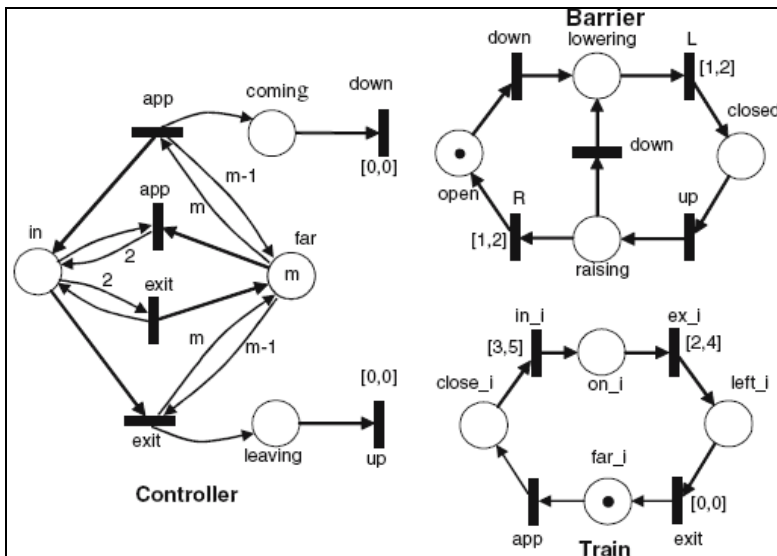 Controller
app
coming
down
[0,0]
m-1
m
app
in
2
far
m
exit
2
m
m-1
[0,0]
exit
leaving
up
Barrier
down
lowering
L
[1,2]
closed
down
open
R
up
[1,2]
raising
in_i
ex_i
[3,5]
[2,4]
on_i
close_i
left_i
far_i
[0,0]
app
exit
Train